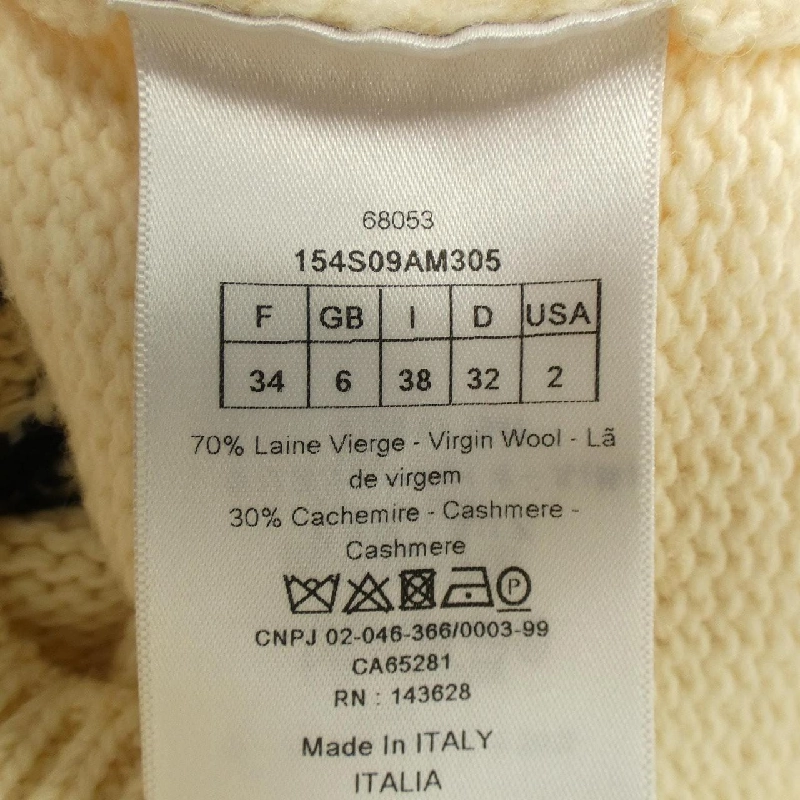 68053
154S09AM305
F GB I D USA
34 6 38 32 2
70% Laine Vierge - Virgin Wool - Lã
de virgem
30% Cachemire - Cashmere -
Cashmere
P
CNPJ 02-046-366/0003-99
CA65281
RN : 143628
Made In ITALY
ITALIA